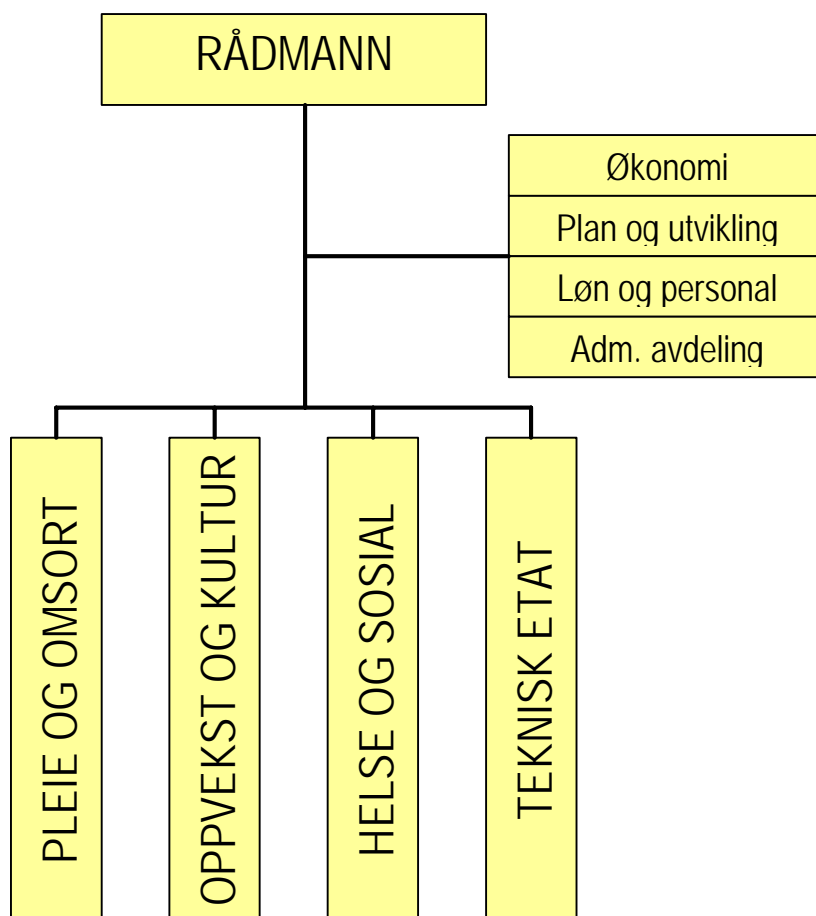 RÅDMANN
Økonomi
Plan og utvikling
Løn og personal
Adm. avdeling
PLEIE OG OMSORT
OPPVEKST OG KULTUR
HELSE OG SOSIAL
TEKNISK ETAT